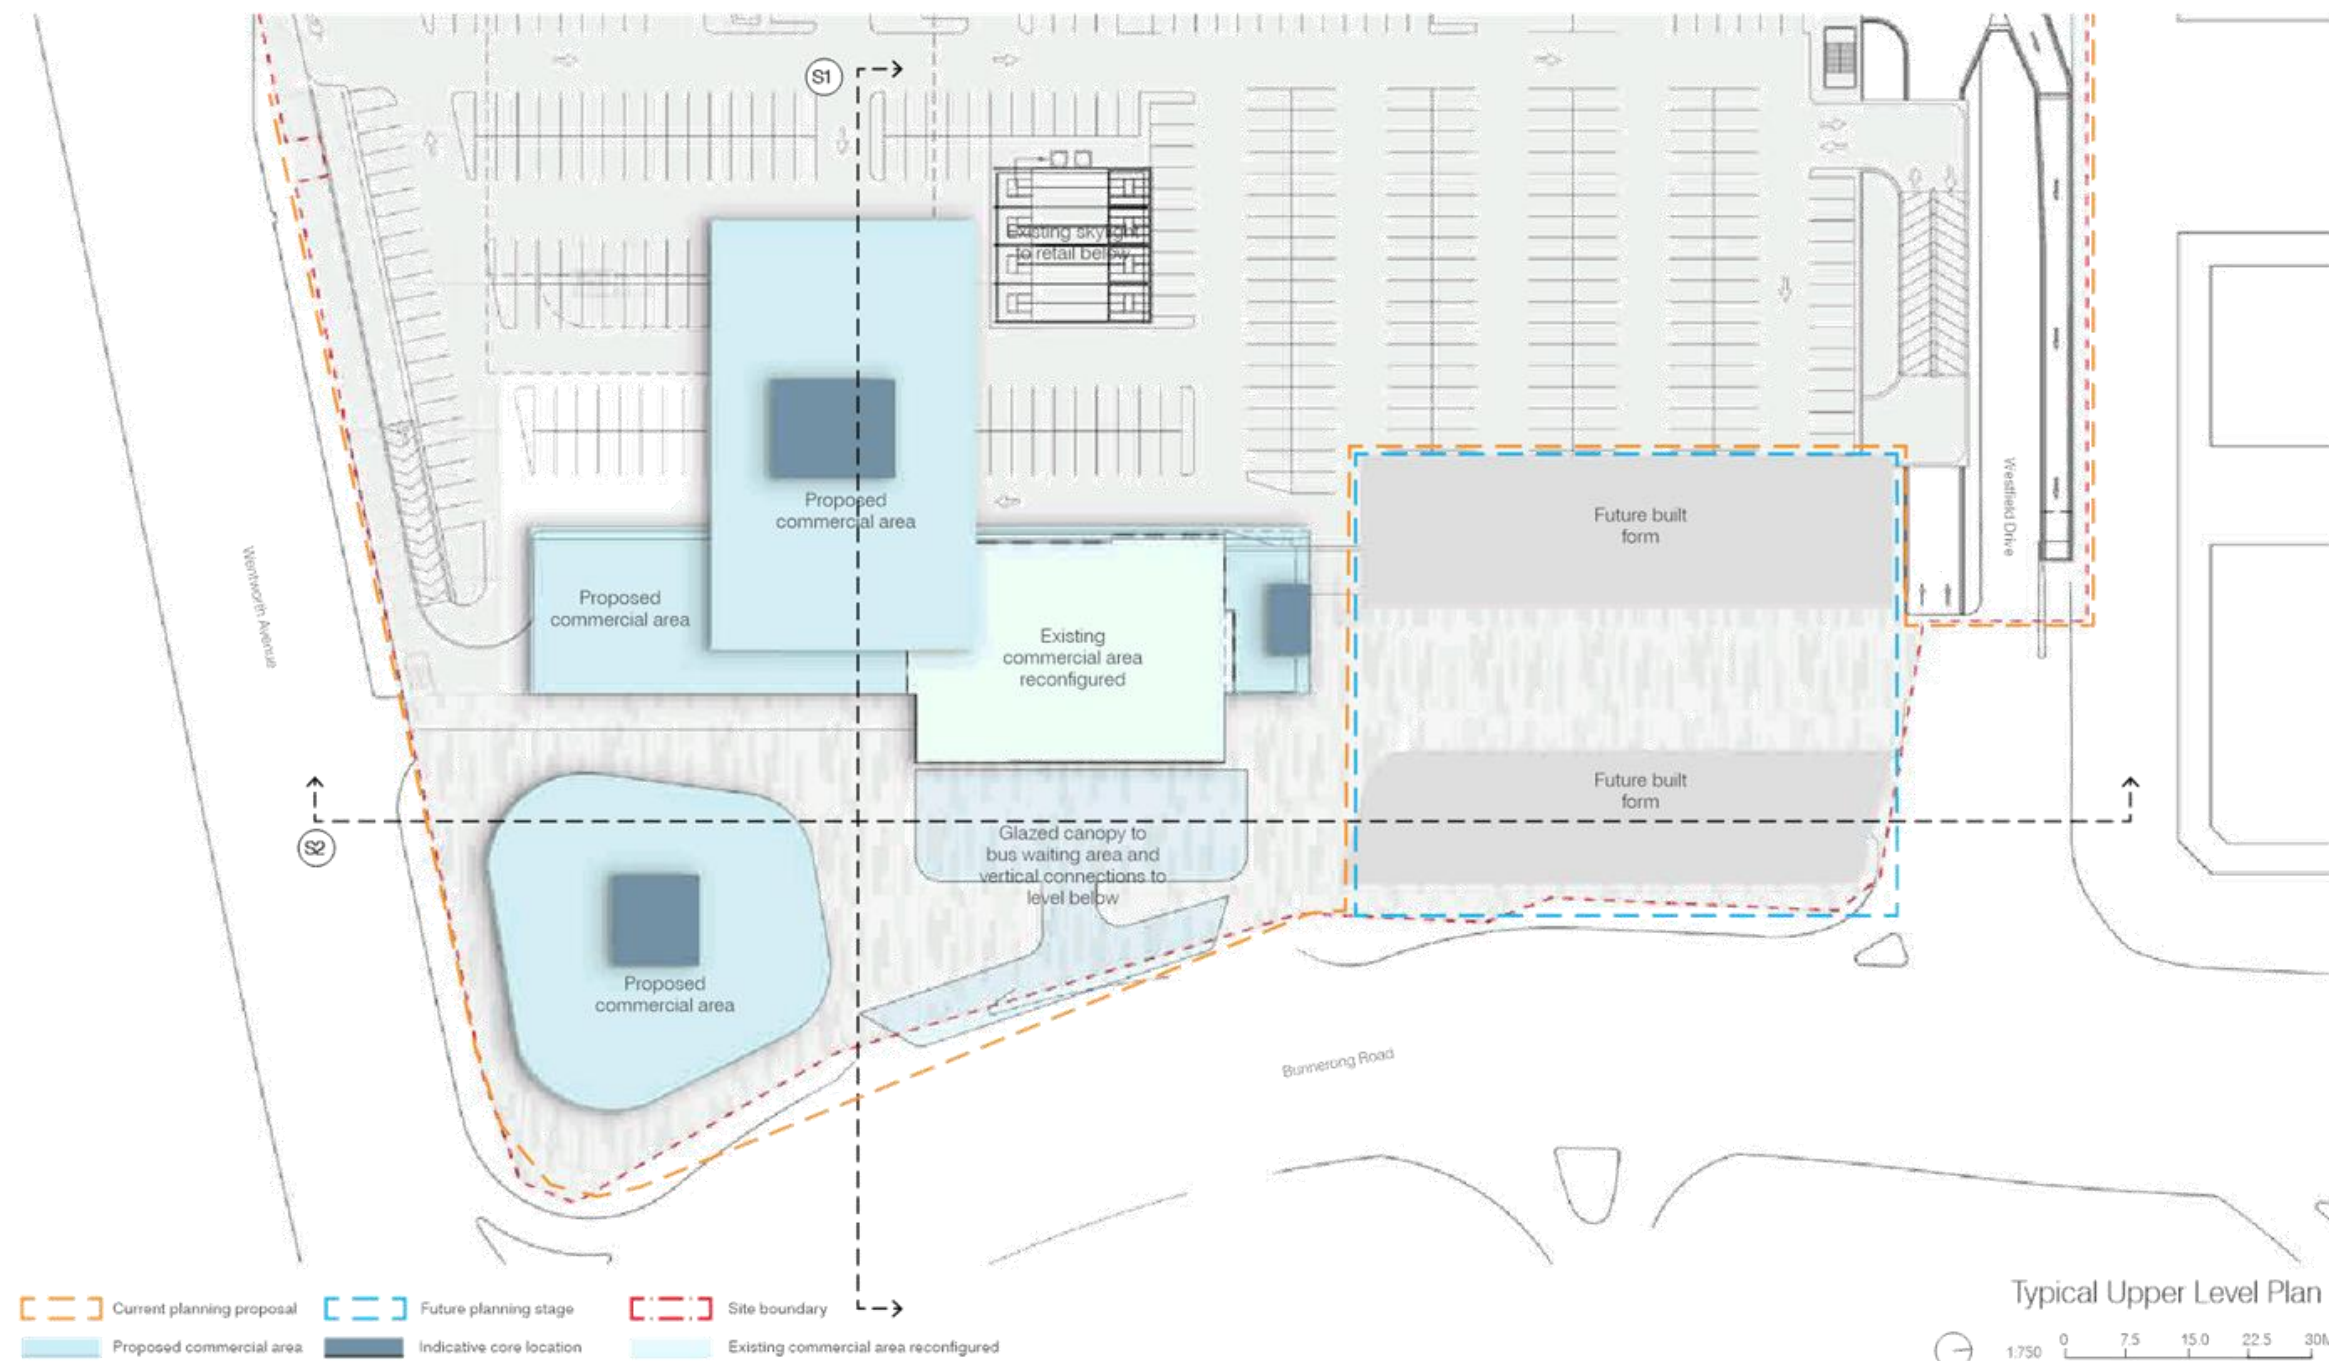 S1
Existing skylight
to retail below
Proposed
commercial area
Future built
form
Westfield Drive
Wentworth Avenue
Proposed
commercial area
Existing
commercial area
reconfigured
Future built
form
S2
Glazed canopy to
bus waiting area and
vertical connections to
level below
Proposed
commercial area
Bunnerong Road
Current planning proposal
Future planning stage
Site boundary
Typical Upper Level Plan
Proposed commercial area
Indicative core location
Existing commercial area reconfigured
1:750
0 7.5 15.0 22.5 30M